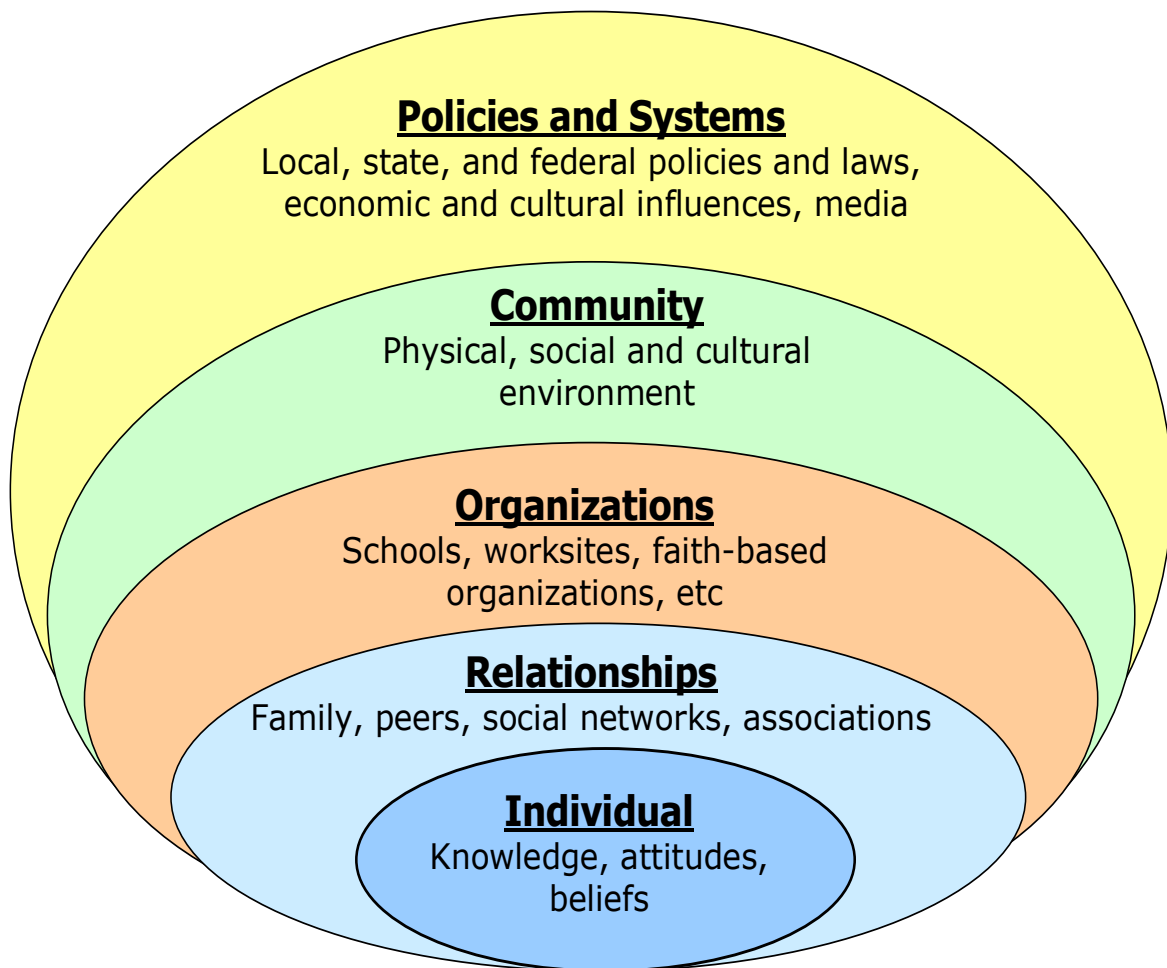 Policies and Systems
Local, state, and federal policies and laws,
economic and cultural influences, media
Community
Physical, social and cultural
environment
Organizations
Schools, worksites, faith-based
organizations, etc
Relationships
Family, peers, social networks, associations
Individual
Knowledge, attitudes,
beliefs